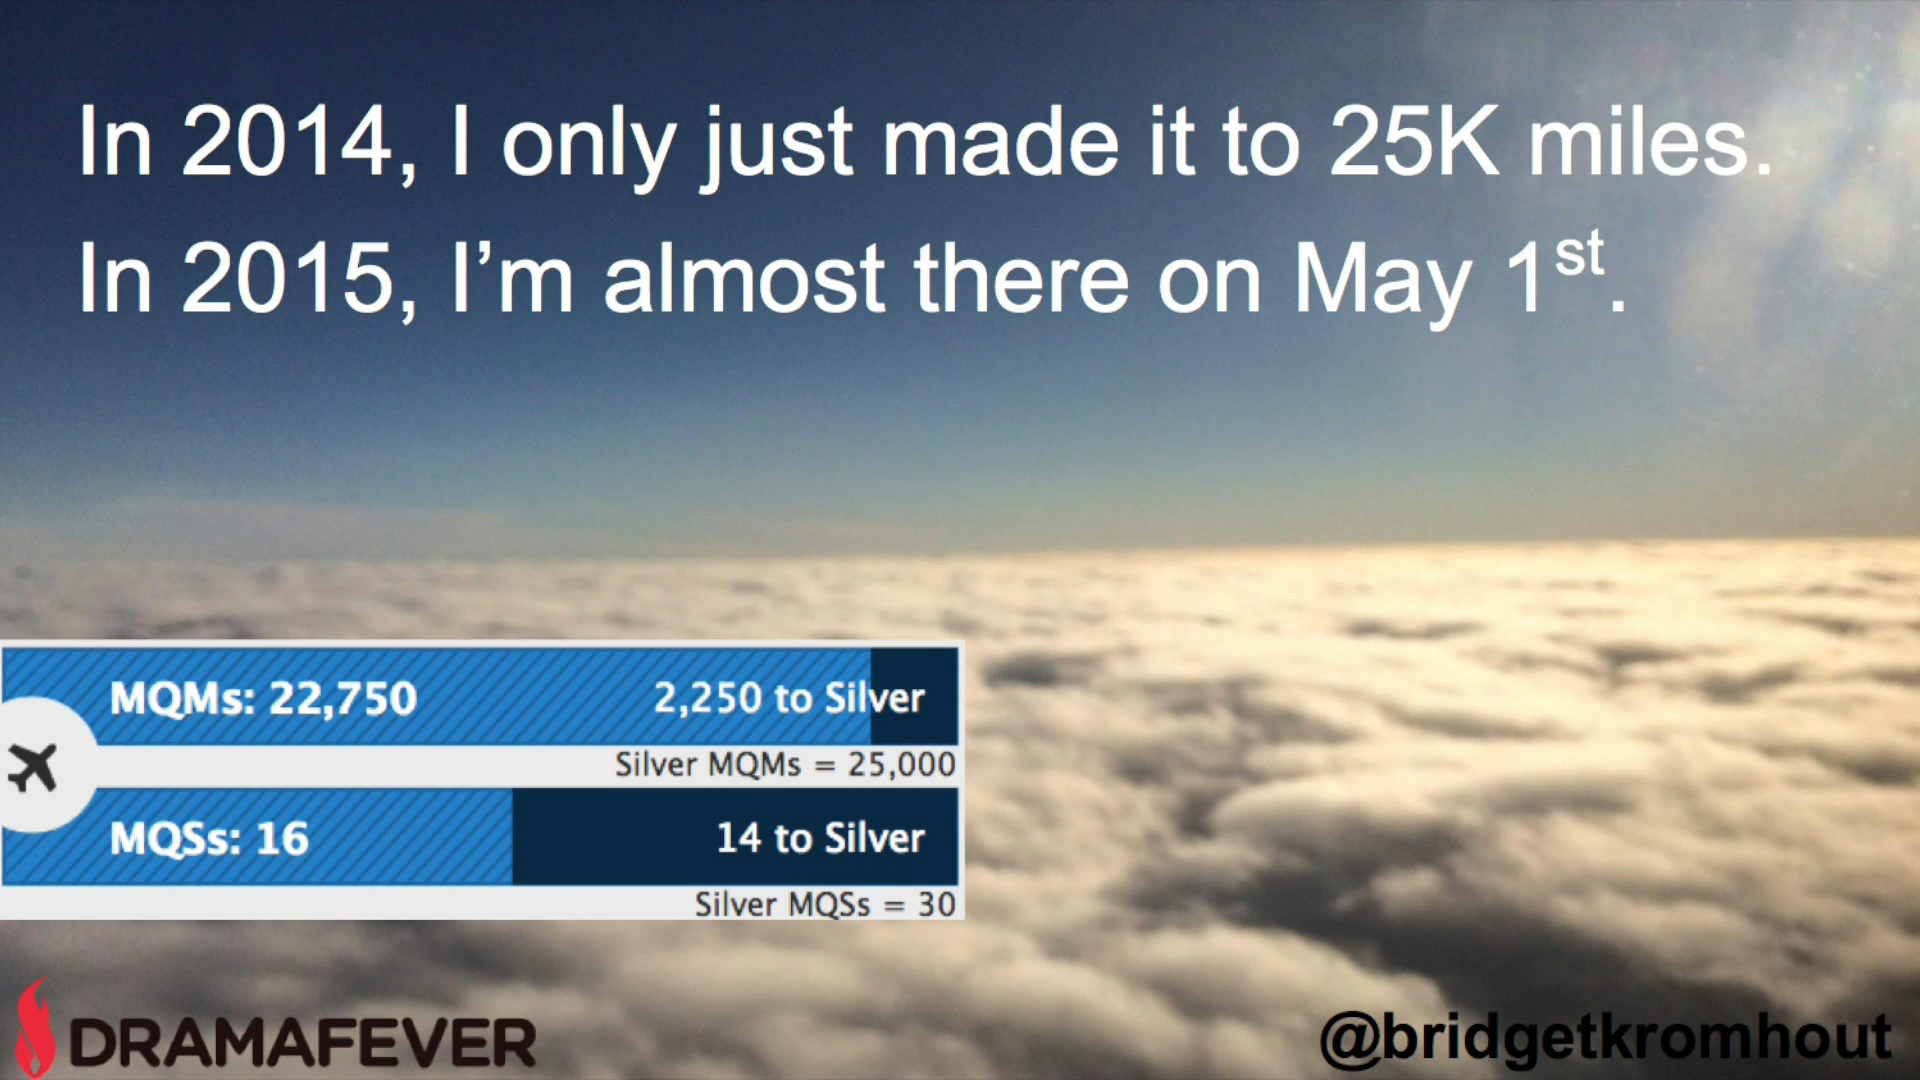 In 2014, I only just made it to 25K miles.
In 2015, I’m almost there on May 1st.
MQMs: 22,750 2,250 to Silver
Silver MQMs = 25,000
MQSs: 16 14 to Silver
Silver MQSs = 30
DRAMAFEVER
@bridgetkromhout